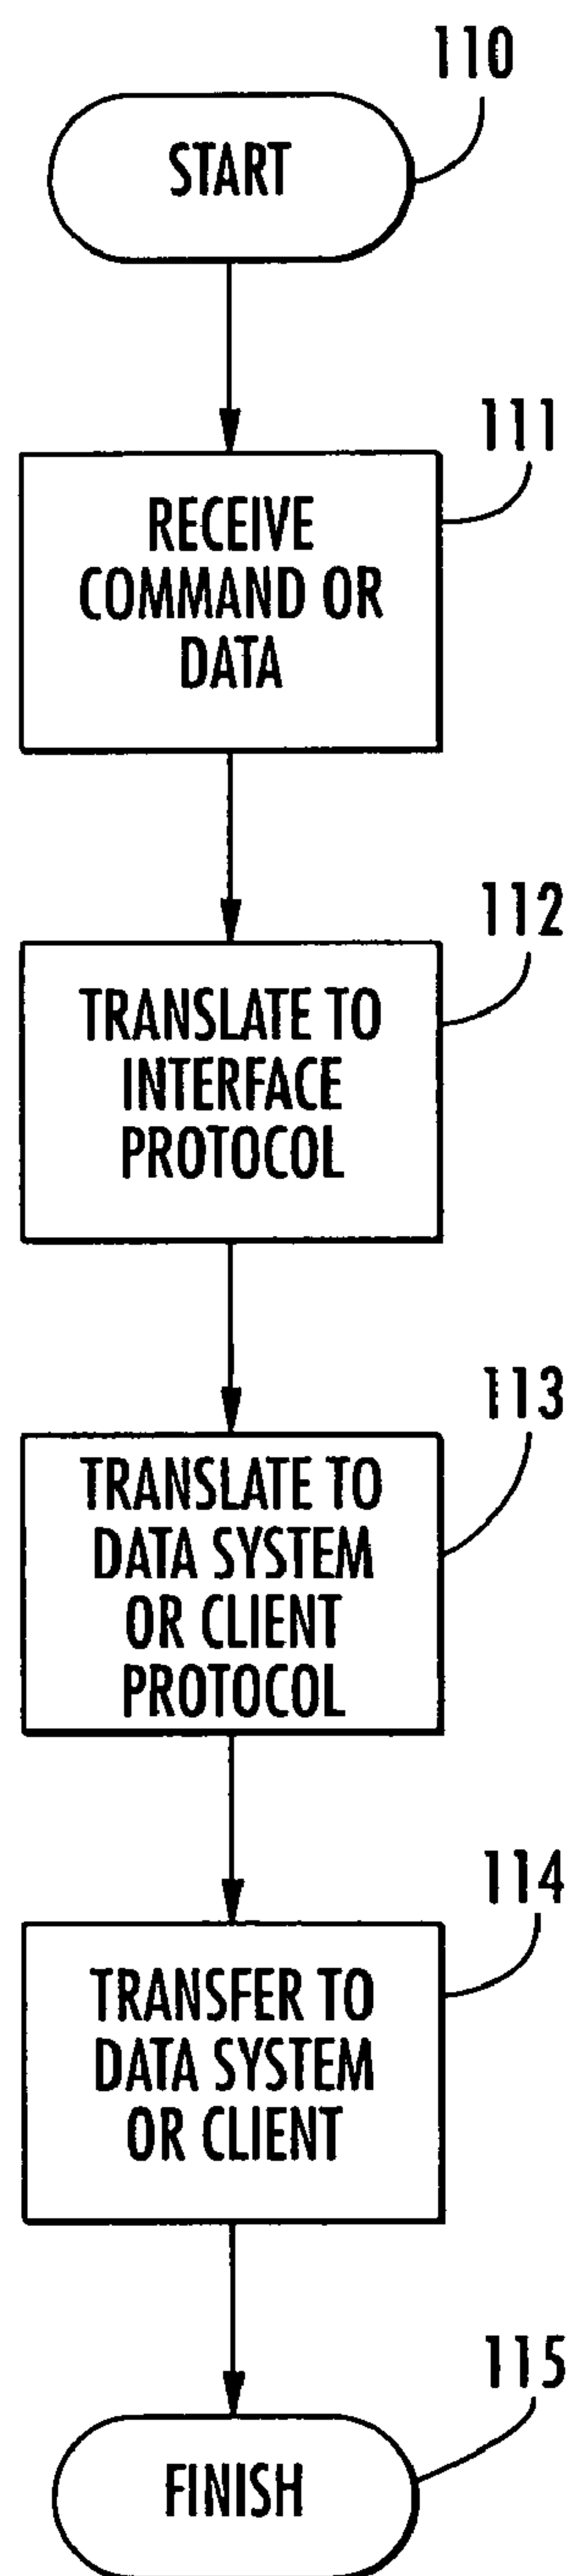 110
START
111
RECEIVE
COMMAND OR
DATA
112
TRANSLATE TO
INTERFACE
PROTOCOL
113
TRANSLATE TO
DATA SYSTEM
OR CLIENT
PROTOCOL
114
TRANSFER TO
DATA SYSTEM
OR CLIENT
115
FINISH